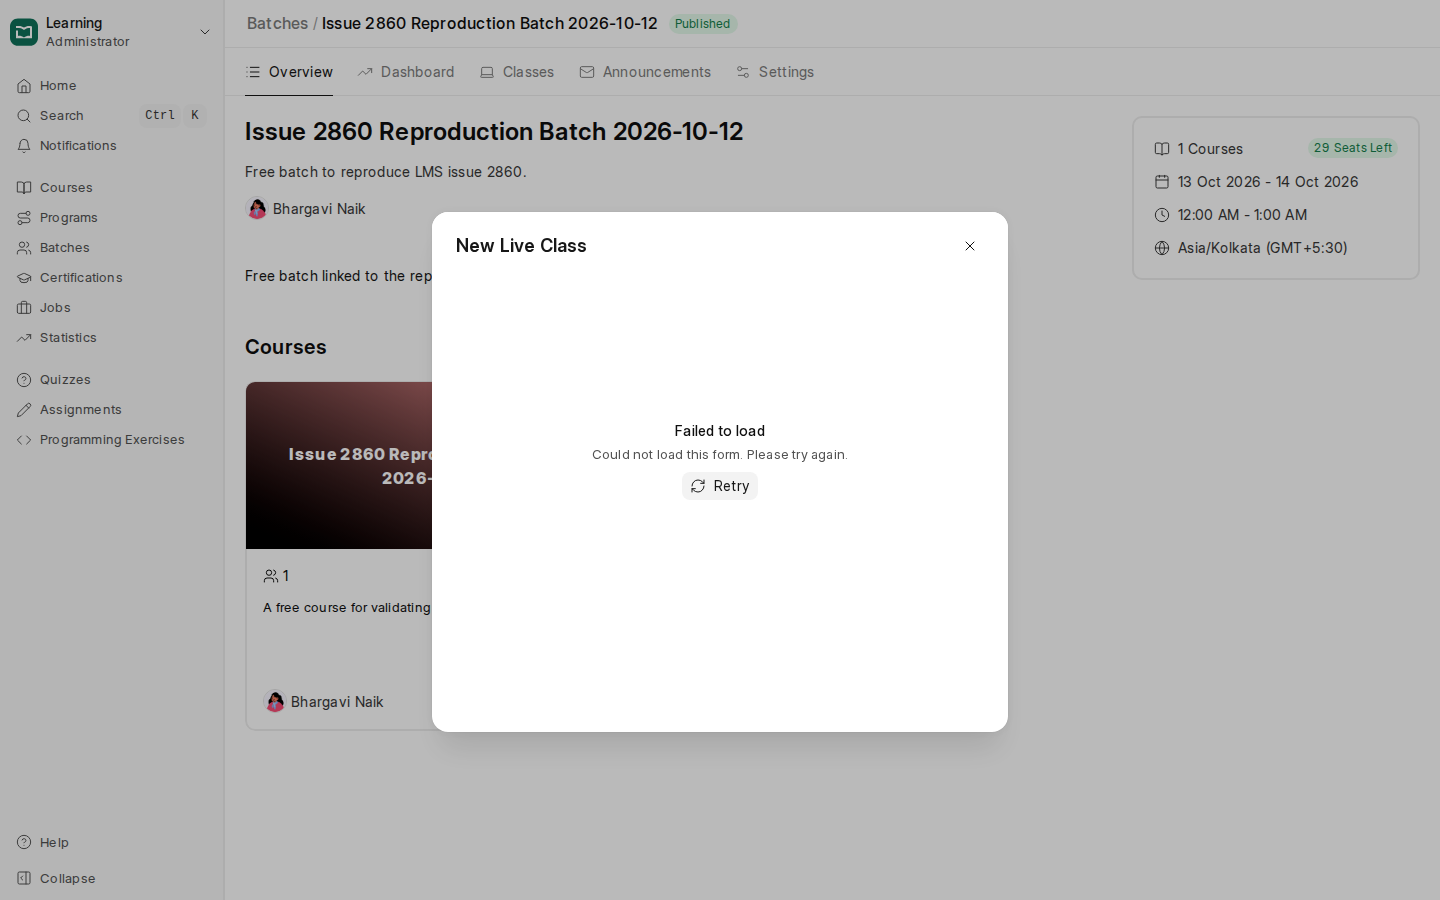 Learning
Administrator
Home
Search Ctrl K
Notifications
Courses
Programs
Batches
Certifications
Jobs
Statistics
Quizzes
Assignments
Programming Exercises
Help
Collapse
Batches / Issue 2860 Reproduction Batch 2026-10-12 Published
Overview Dashboard Classes Announcements Settings
Issue 2860 Reproduction Batch 2026-10-12
Free batch to reproduce LMS issue 2860.
Bhargavi Naik
Free batch linked to the rep
Courses
Issue 2860 Repro
2026-
1
A free course for validating
Bhargavi Naik
New Live Class
Failed to load
Could not load this form. Please try again.
Retry
1 Courses 29 Seats Left
13 Oct 2026 - 14 Oct 2026
12:00 AM - 1:00 AM
Asia/Kolkata (GMT+5:30)